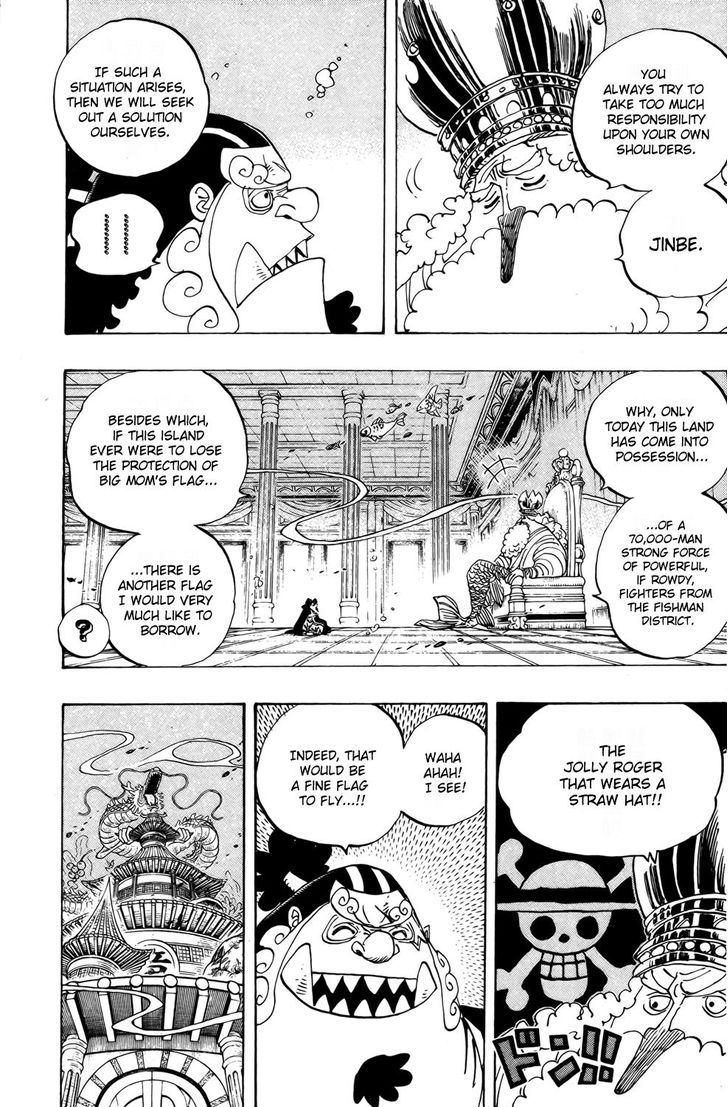 YOU
ALWAYS TRY TO
TAKE TOO MUCH
RESPONSIBILITY
UPON YOUR OWN
SHOULDERS.
JINBE.
IF SUCH A
SITUATION ARISES,
THEN WE WILL SEEK
OUT A SOLUTION
OURSELVES.
WHY, ONLY
TODAY THIS LAND
HAS COME INTO
POSSESSION...
...OF A
70,000-MAN
STRONG FORCE
OF POWERFUL,
IF ROWDY,
FIGHTERS FROM
THE FISHMAN
DISTRICT.
BESIDES WHICH,
IF THIS ISLAND
EVER WERE TO LOSE
THE PROTECTION OF
BIG MOM'S FLAG...
...THERE IS
ANOTHER FLAG
I WOULD VERY
MUCH LIKE TO
BORROW.
?
THE
JOLLY ROGER
THAT WEARS A
STRAW HAT!!
ドン!!
WAHA
AHAH!
I SEE!
INDEED, THAT
WOULD BE
A FINE FLAG
TO FLY...!!